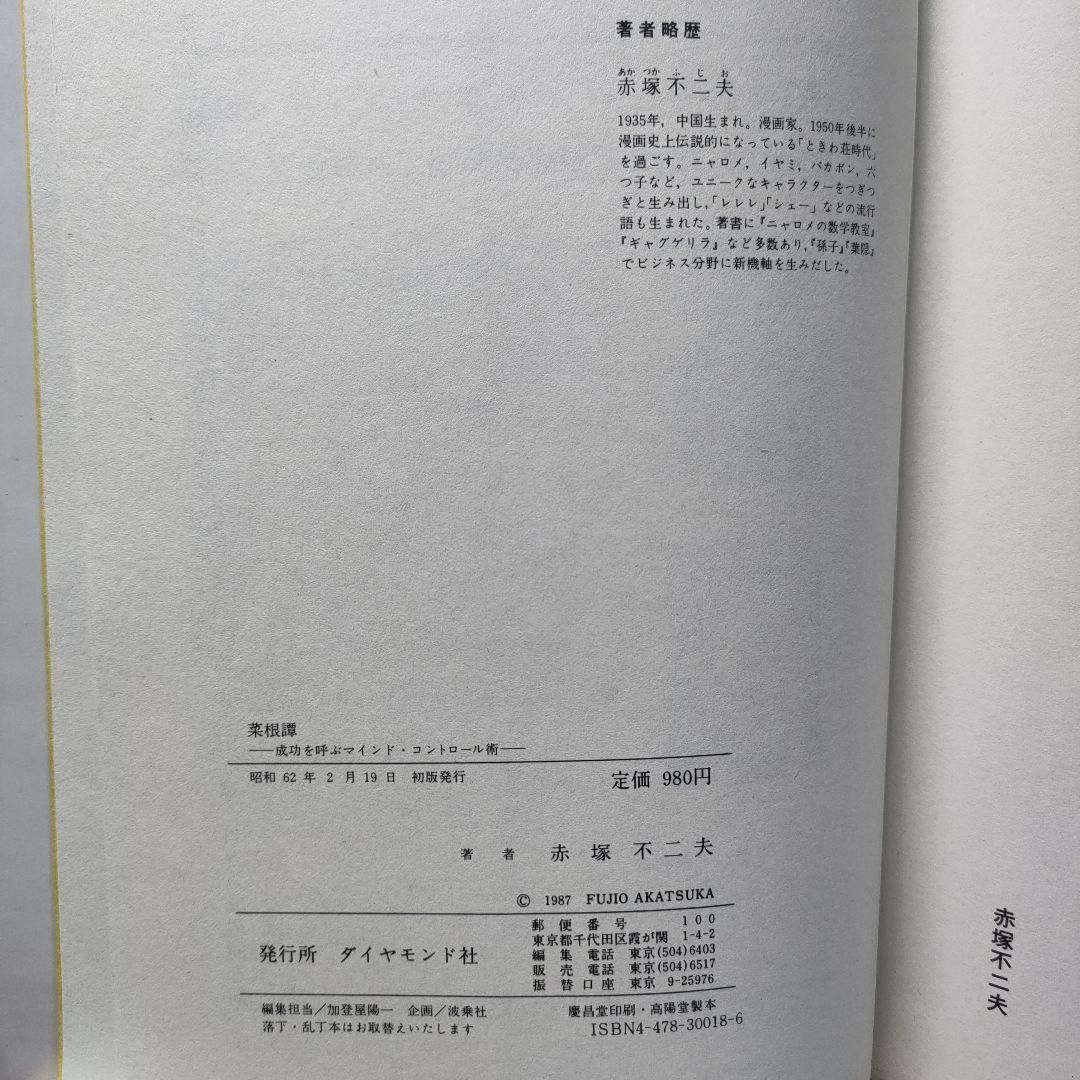 著者略歴
あか つか ふ じ お
赤塚不二夫
1935年，中国生まれ。漫画家。1950年後半に
漫画史上伝説的になっている「ときわ荘時代」
を過ごす。ニャロメ，イヤミ，バカボン，六
つ子など，ユニークなキャラクターをつぎつ
ぎと生み出し，「レレレ」「シェー」などの流行
語も生まれた。著書に『ニャロメの数学教室』
『ギャグゲリラ』など多数あり，『孫子』『葉隠』
でビジネス分野に新機軸を生みだした。
菜根譚
──成功を呼ぶマインド・コントロール術──
昭和 62 年 2 月 19 日 初版発行
定価 980円
著 者 赤 塚 不 二 夫
© 1987 FUJIO AKATSUKA
発行所 ダイヤモンド社
郵 便 番 号 100
東京都千代田区霞が関 1-4-2
編 集 電話 東京(504)6403
販 売 電話 東京(504)6517
振 替 口 座 東京 9-25976
編集担当／加登屋陽一 企画／波乗社
落丁・乱丁本はお取替えいたします
慶昌堂印刷・高陽堂製本
ISBN4-478-30018-6
赤塚不二夫